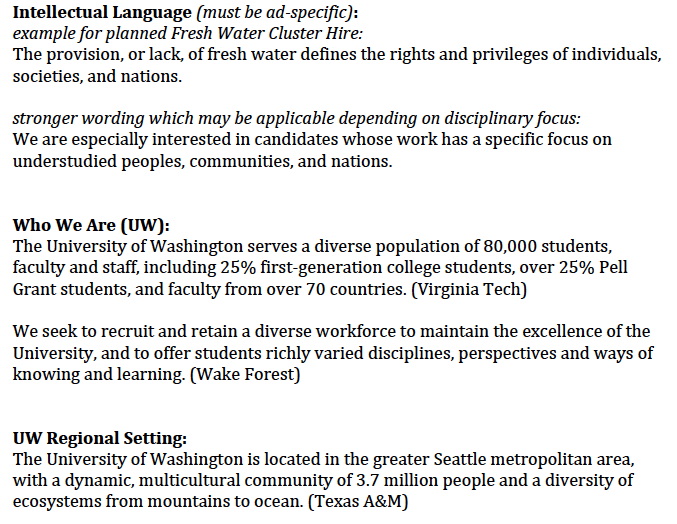 Intellectual Language (must be ad-specific):
example for planned Fresh Water Cluster Hire:
The provision, or lack, of fresh water defines the rights and privileges of individuals,
societies, and nations.
stronger wording which may be applicable depending on disciplinary focus:
We are especially interested in candidates whose work has a specific focus on
understudied peoples, communities, and nations.
Who We Are (UW):
The University of Washington serves a diverse population of 80,000 students,
faculty and staff, including 25% first-generation college students, over 25% Pell
Grant students, and faculty from over 70 countries. (Virginia Tech)
We seek to recruit and retain a diverse workforce to maintain the excellence of the
University, and to offer students richly varied disciplines, perspectives and ways of
knowing and learning. (Wake Forest)
UW Regional Setting:
The University of Washington is located in the greater Seattle metropolitan area,
with a dynamic, multicultural community of 3.7 million people and a diversity of
ecosystems from mountains to ocean. (Texas A&M)